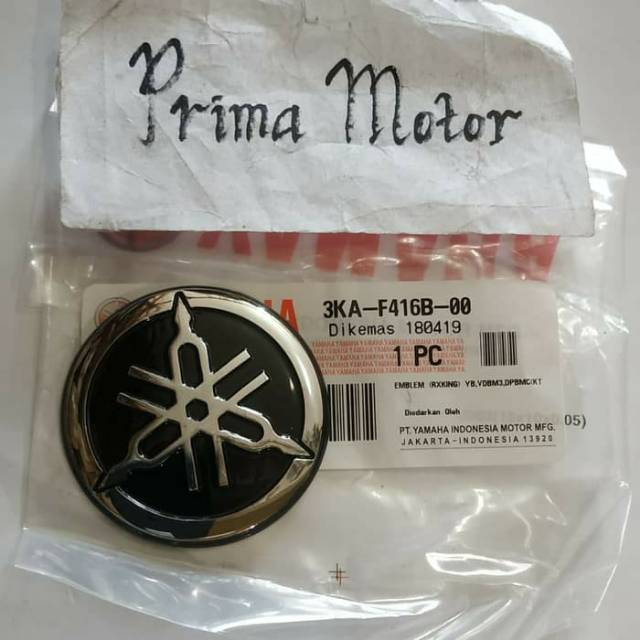 Prima Motor
YAMAHA
3KA-F416B-00
Dikemas 180419
1 PC
EMBLEM (RXKING) YB,VDBM3,DPBMC/KT
Diedarkan Oleh
PT. YAMAHA INDONESIA MOTOR MFG.
JAKARTA-INDONESIA 13920